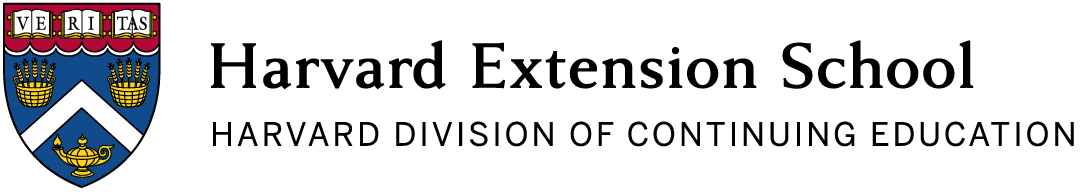 VE RI TAS
Harvard Extension School
HARVARD DIVISION OF CONTINUING EDUCATION